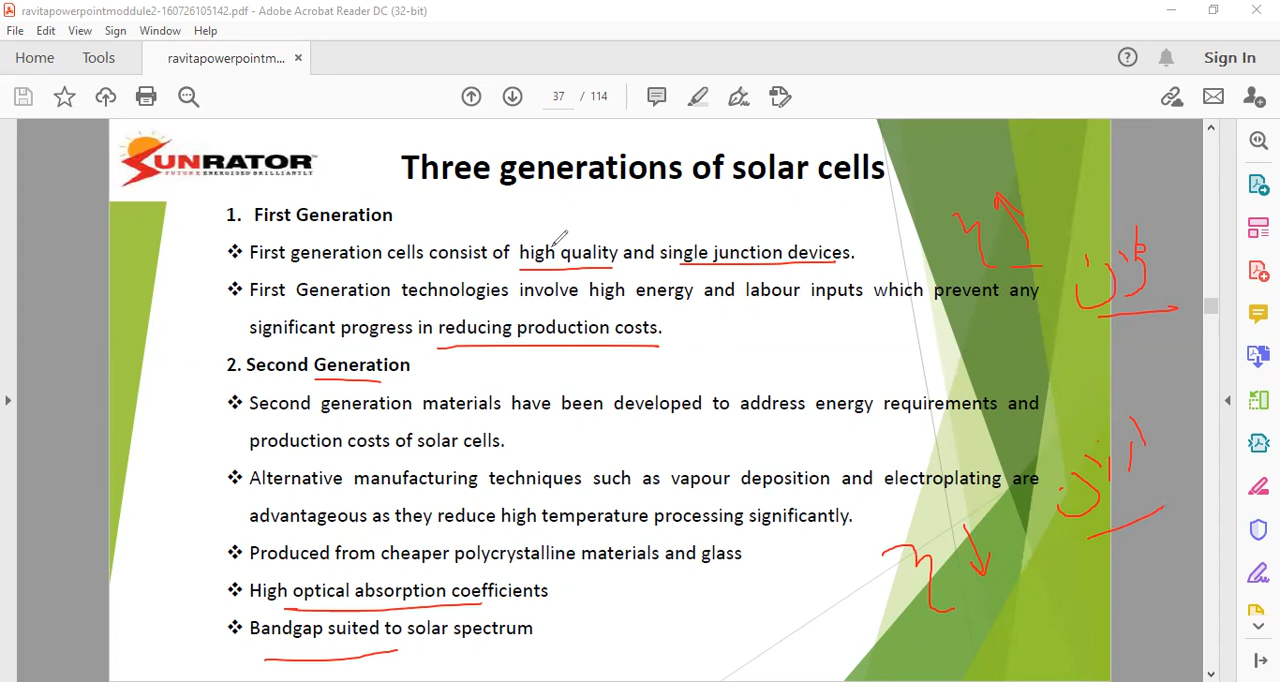 ravitapowerpointmoddule2-160726105142.pdf - Adobe Acrobat Reader DC (32-bit)
File Edit View Sign Window Help
Home Tools ravitapowerpointm... × Sign In
37 / 114
SUNRATOR
FUTURE ENERGISED BRILLIANTLY
Three generations of solar cells
1. First Generation
❖ First generation cells consist of high quality and single junction devices.
❖ First Generation technologies involve high energy and labour inputs which prevent any
significant progress in reducing production costs.
2. Second Generation
❖ Second generation materials have been developed to address energy requirements and
production costs of solar cells.
❖ Alternative manufacturing techniques such as vapour deposition and electroplating are
advantageous as they reduce high temperature processing significantly.
❖ Produced from cheaper polycrystalline materials and glass
❖ High optical absorption coefficients
❖ Bandgap suited to solar spectrum
η↑
η↓